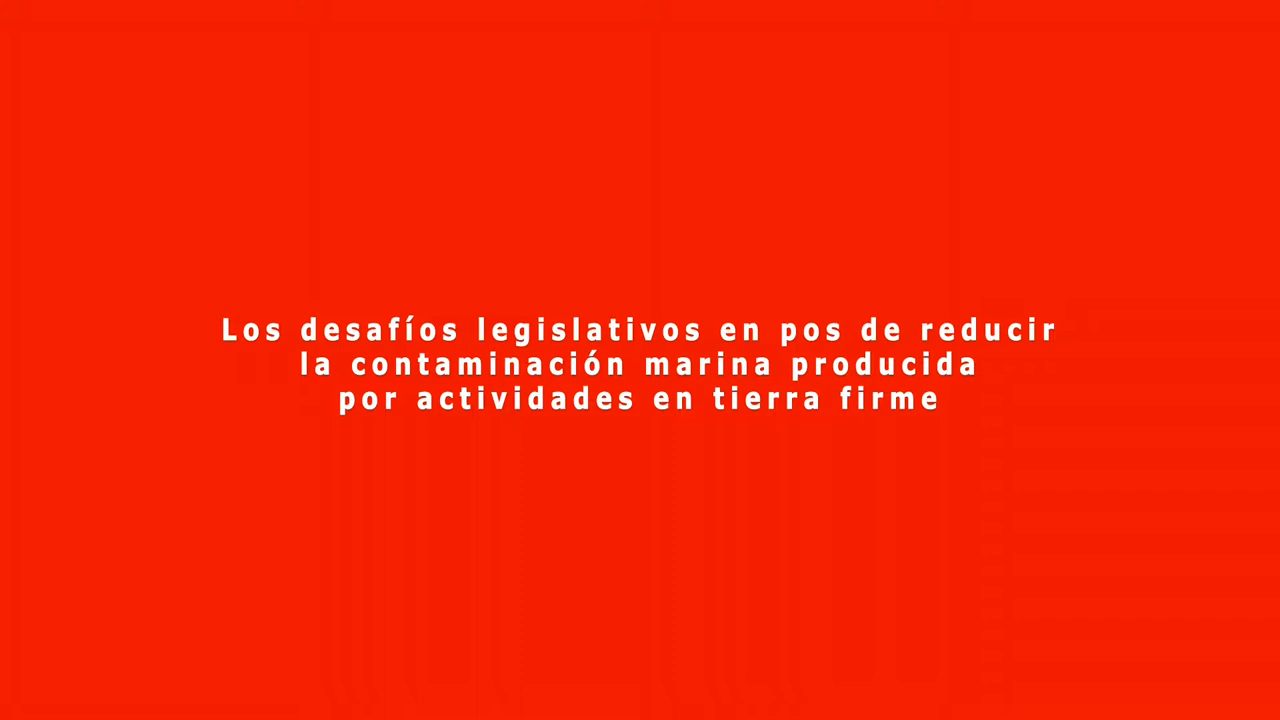 Los desafíos legislativos en pos de reducir
la contaminación marina producida
por actividades en tierra firme